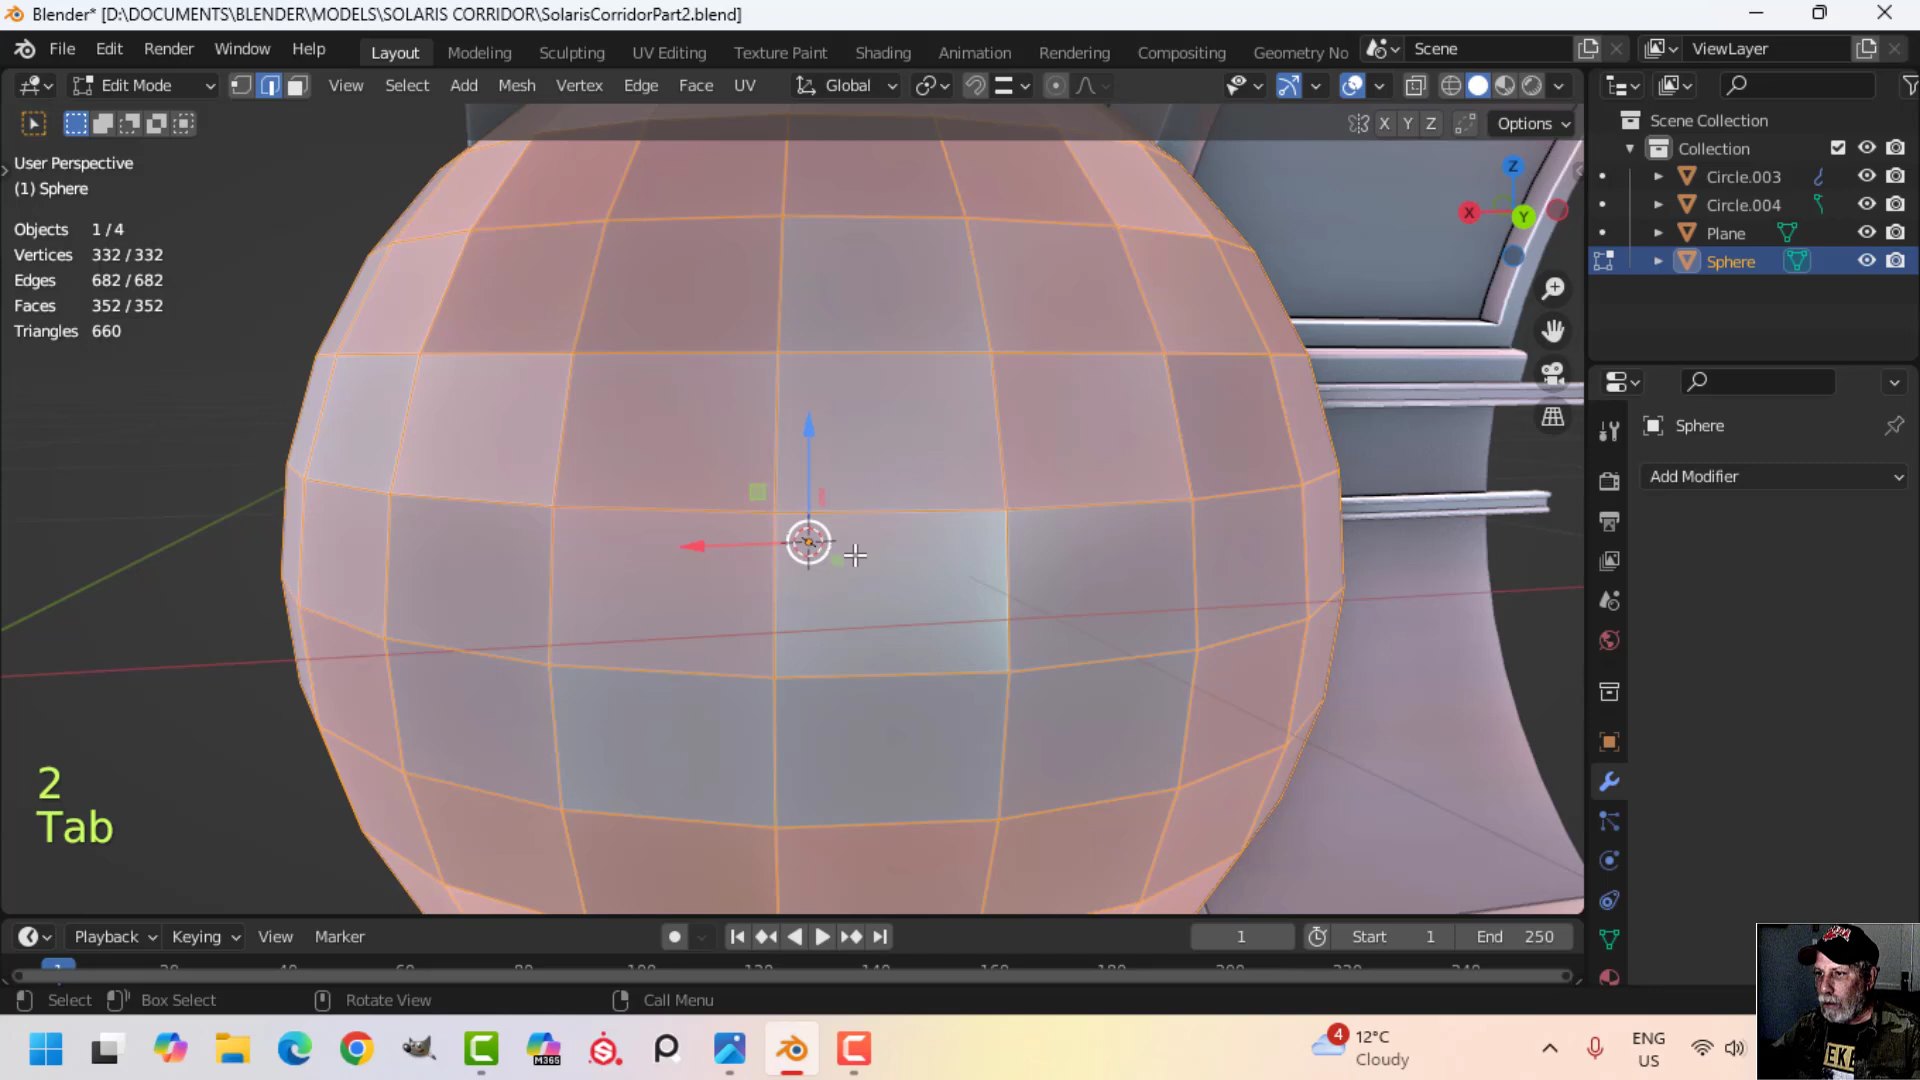 Blender* [D:\DOCUMENTS\BLENDER\MODELS\SOLARIS CORRIDOR\SolarisCorridorPart2.blend]
File Edit Render Window Help Layout Modeling Sculpting UV Editing Texture Paint Shading Animation Rendering Compositing Geometry No Scene ViewLayer
Edit Mode View Select Add Mesh Vertex Edge Face UV Global
X Y Z Options
User Perspective
(1) Sphere
Objects 1 / 4
Vertices 332 / 332
Edges 682 / 682
Faces 352 / 352
Triangles 660
Z
X
Y
2
Tab
Scene Collection
Collection
Circle.003
Circle.004
Plane
Sphere
Sphere
Add Modifier
Playback Keying View Marker 1 Start 1 End 250
1
Select Box Select Rotate View Call Menu
M365
4
12°C
Cloudy
ENG
US